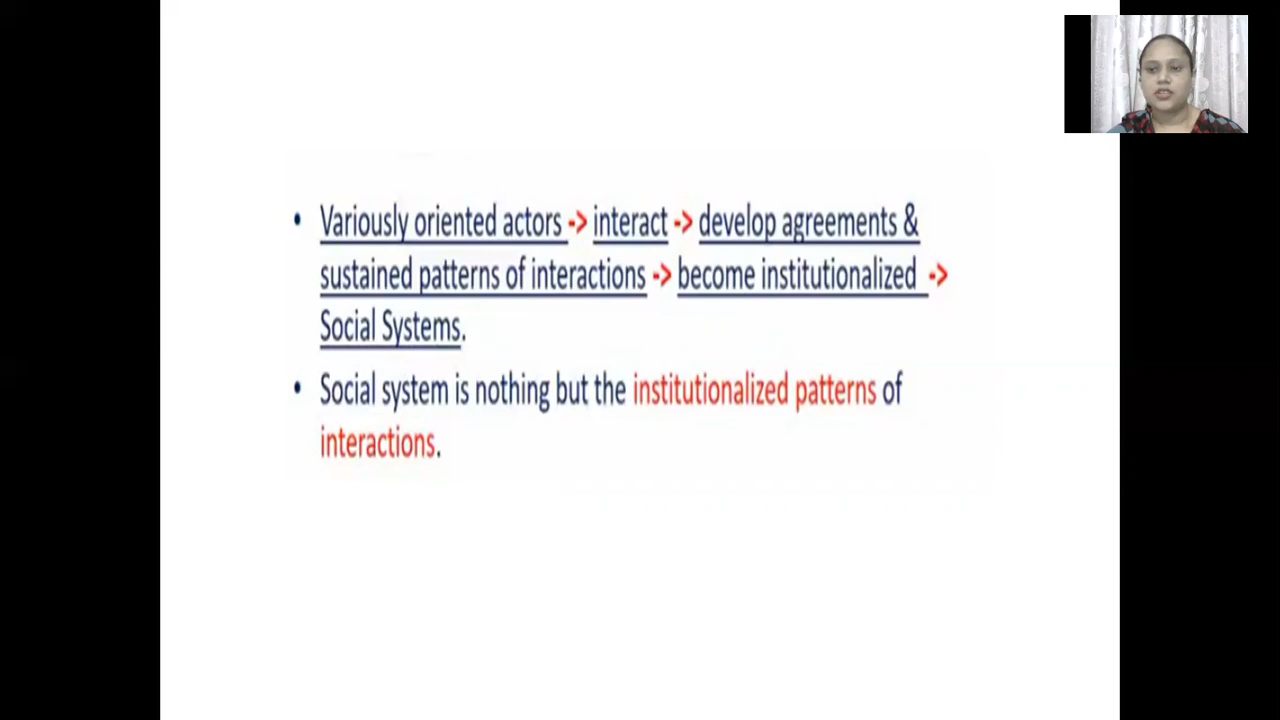 • Variously oriented actors -> interact -> develop agreements &
sustained patterns of interactions -> become institutionalized ->
Social Systems.
• Social system is nothing but the institutionalized patterns of
interactions.